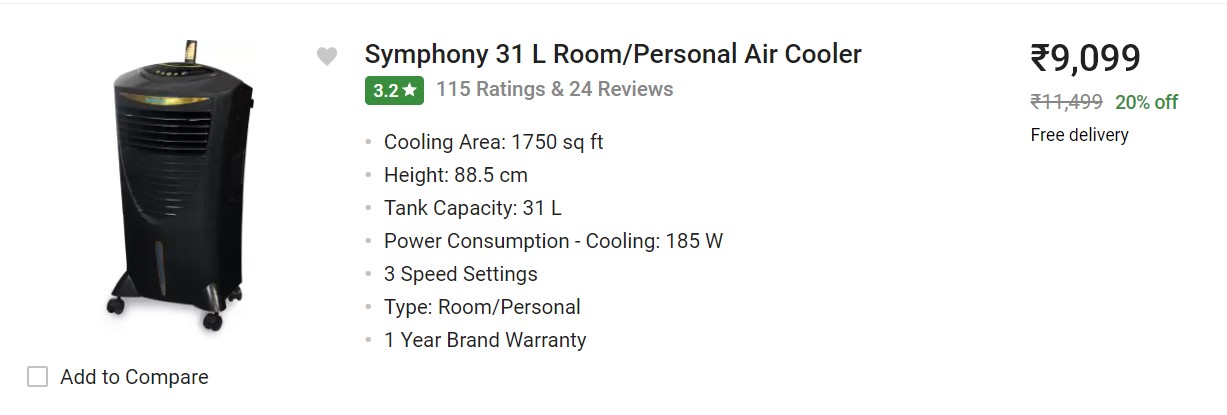 Symphony 31 L Room/Personal Air Cooler
3.2★ 115 Ratings & 24 Reviews
• Cooling Area: 1750 sq ft
• Height: 88.5 cm
• Tank Capacity: 31 L
• Power Consumption - Cooling: 185 W
• 3 Speed Settings
• Type: Room/Personal
• 1 Year Brand Warranty
₹9,099
₹11,499 20% off
Free delivery
Add to Compare